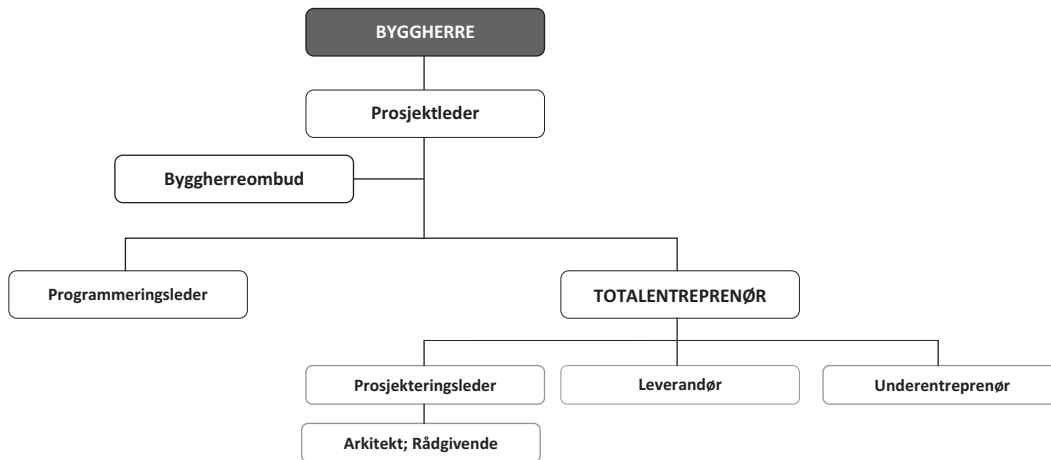 BYGGHERRE
Prosjektleder
Byggherreombud
Programmeringsleder
TOTALENTREPRENØR
Prosjekteringsleder
Leverandør
Underentreprenør
Arkitekt; Rådgivende